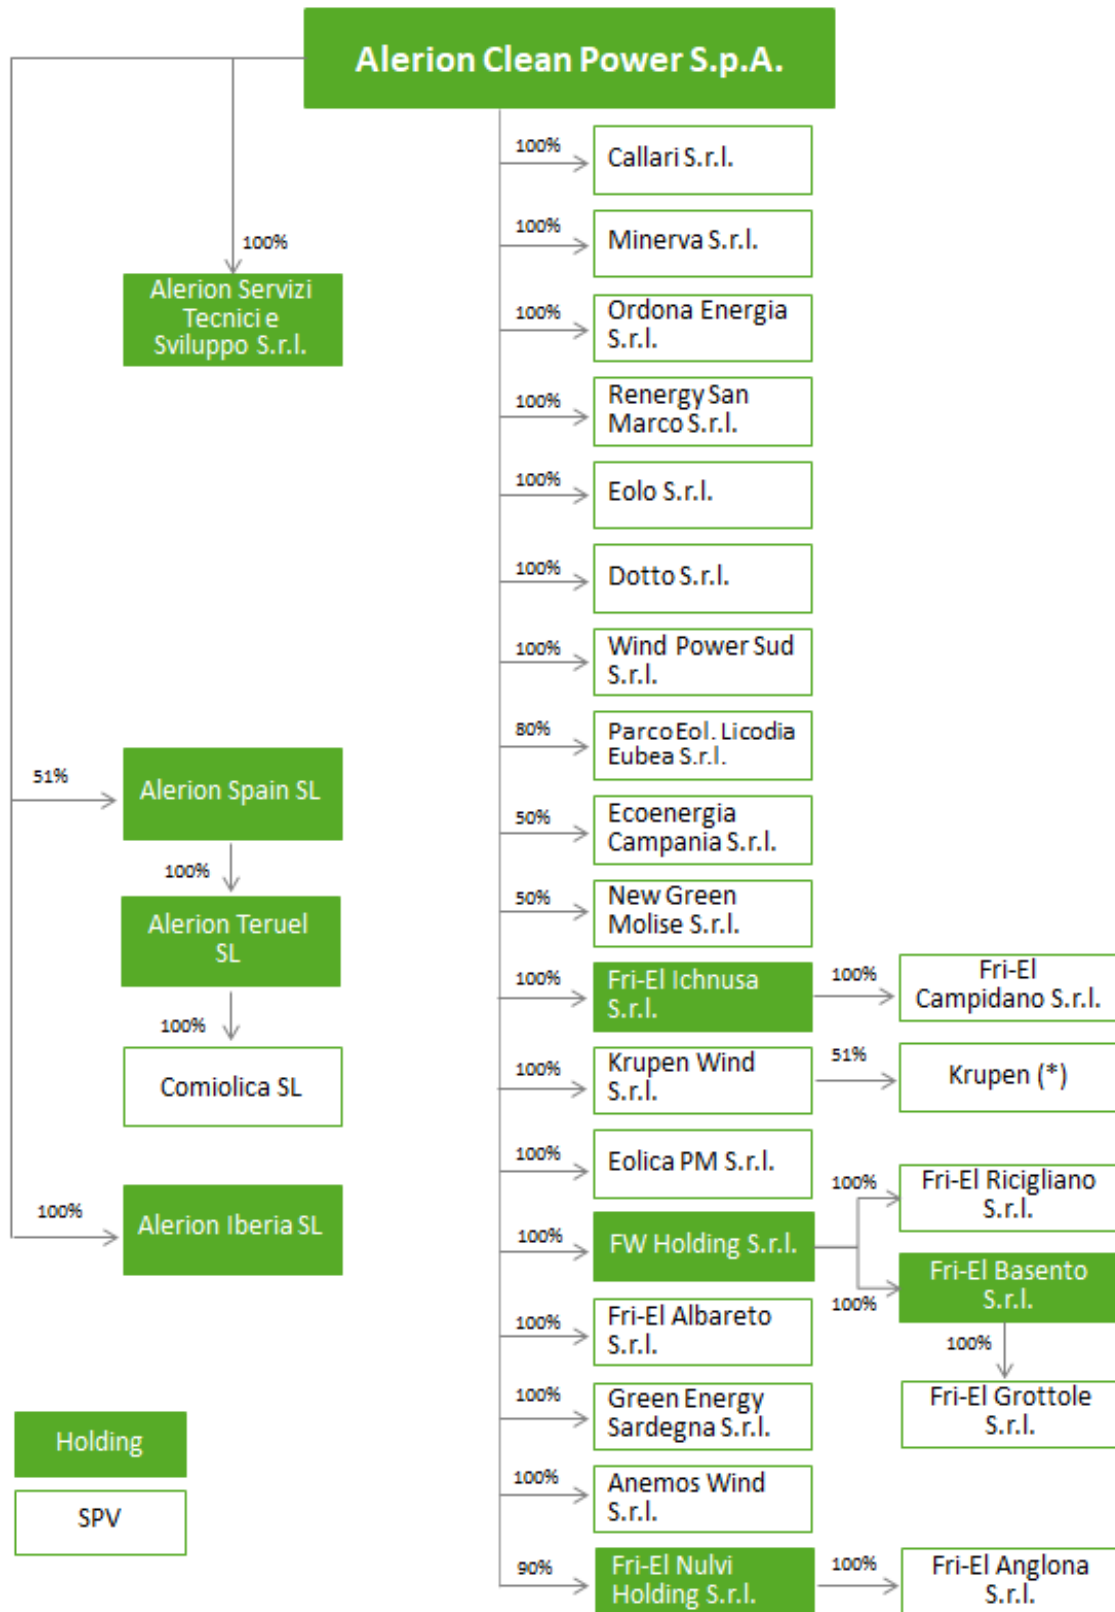 Alerion Clean Power S.p.A.
100%
Alerion Servizi
Tecnici e
Sviluppo S.r.l.
51%
Alerion Spain SL
100%
Alerion Teruel
SL
100%
Comiolica SL
100%
Alerion Iberia SL
100%
Callari S.r.l.
100%
Minerva S.r.l.
100%
Ordona Energia
S.r.l.
100%
Renergy San
Marco S.r.l.
100%
Eolo S.r.l.
100%
Dotto S.r.l.
100%
Wind Power Sud
S.r.l.
80%
Parco Eol. Licodia
Eubea S.r.l.
50%
Ecoenergia
Campania S.r.l.
50%
New Green
Molise S.r.l.
100%
Fri-El Ichnusa
S.r.l.
100%
Fri-El
Campidano S.r.l.
100%
Krupen Wind
S.r.l.
51%
Krupen (*)
100%
Eolica PM S.r.l.
100%
FW Holding S.r.l.
100%
Fri-El Ricigliano
S.r.l.
100%
Fri-El Basento
S.r.l.
100%
Fri-El Grottole
S.r.l.
100%
Fri-El Albareto
S.r.l.
100%
Green Energy
Sardegna S.r.l.
100%
Anemos Wind
S.r.l.
90%
Fri-El Nulvi
Holding S.r.l.
100%
Fri-El Anglona
S.r.l.
Holding
SPV